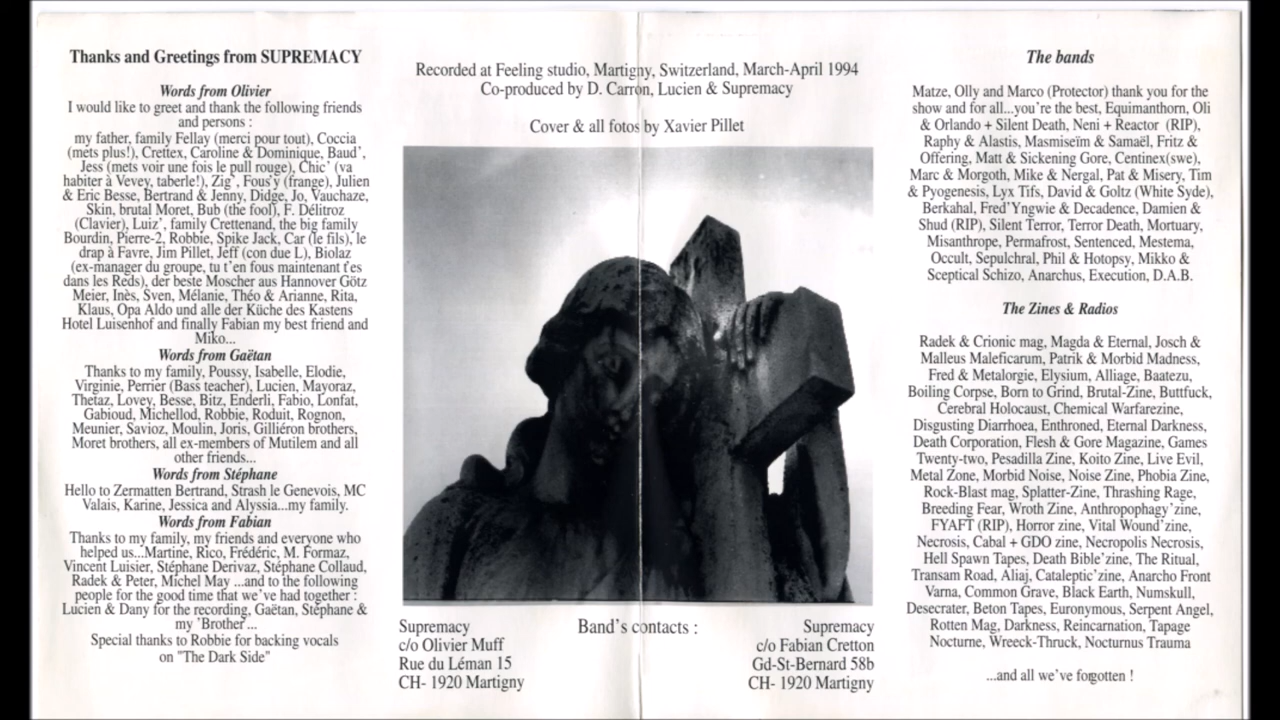 Thanks and Greetings from SUPREMACY
Words from Olivier
I would like to greet and thank the following friends
and persons :
my father, family Fellay (merci pour tout), Coccia
(mets plus!), Crettex, Caroline & Dominique, Baud',
Jess (mets voir une fois le pull rouge), Chic' (va
habiter à Vevey, taberle!), Zig', Fous'y (frange), Julien
& Eric Besse, Bertrand & Jenny, Didge, Jo, Vauchaze,
Skin, brutal Moret, Bub (the fool), F. Délitroz
(Clavier), Luiz', family Crettenand, the big family
Bourdin, Pierre-2, Robbie, Spike Jack, Car (le fils), le
drap à Favre, Jim Pillet, Jeff (con due L), Biolaz
(ex-manager du groupe, tu t'en fous maintenant t'es
dans les Reds), der beste Moscher aus Hannover Götz
Meier, Inès, Sven, Mélanie, Théo & Arianne, Rita,
Klaus, Opa Aldo und alle der Küche des Kastens
Hotel Luisenhof and finally Fabian my best friend and
Miko...
Words from Gaëtan
Thanks to my family, Poussy, Isabelle, Elodie,
Virginie, Perrier (Bass teacher), Lucien, Mayoraz,
Thetaz, Lovey, Besse, Bitz, Enderli, Fabio, Lonfat,
Gabioud, Michellod, Robbie, Roduit, Rognon,
Meunier, Savioz, Moulin, Joris, Gilliéron brothers,
Moret brothers, all ex-members of Mutilem and all
other friends...
Words from Stéphane
Hello to Zermatten Bertrand, Strash le Genevois, MC
Valais, Karine, Jessica and Alyssia...my family.
Words from Fabian
Thanks to my family, my friends and everyone who
helped us...Martine, Rico, Frédéric, M. Formaz,
Vincent Luisier, Stéphane Derivaz, Stéphane Collaud,
Radek & Peter, Michel May ...and to the following
people for the good time that we've had together :
Lucien & Dany for the recording, Gaëtan, Stéphane &
my 'Brother'...
Special thanks to Robbie for backing vocals
on "The Dark Side"
Recorded at Feeling studio, Martigny, Switzerland, March-April 1994
Co-produced by D. Carron, Lucien & Supremacy
Cover & all fotos by Xavier Pillet
Supremacy
c/o Olivier Muff
Rue du Léman 15
CH- 1920 Martigny
Band's contacts :
Supremacy
c/o Fabian Cretton
Gd-St-Bernard 58b
CH- 1920 Martigny
The bands
Matze, Olly and Marco (Protector) thank you for the
show and for all...you're the best, Equimanthorn, Oli
& Orlando + Silent Death, Neni + Reactor (RIP),
Raphy & Alastis, Masmiseïm & Samaël, Fritz &
Offering, Matt & Sickening Gore, Centinex(swe),
Marc & Morgoth, Mike & Nergal, Pat & Misery, Tim
& Pyogenesis, Lyx Tifs, David & Goltz (White Syde),
Berkahal, Fred'Yngwie & Decadence, Damien &
Shud (RIP), Silent Terror, Terror Death, Mortuary,
Misanthrope, Permafrost, Sentenced, Mestema,
Occult, Sepulchral, Phil & Hotopsy, Mikko &
Sceptical Schizo, Anarchus, Execution, D.A.B.
The Zines & Radios
Radek & Crionic mag, Magda & Eternal, Josch &
Malleus Maleficarum, Patrik & Morbid Madness,
Fred & Metalorgie, Elysium, Alliage, Baatezu,
Boiling Corpse, Born to Grind, Brutal-Zine, Buttfuck,
Cerebral Holocaust, Chemical Warfarezine,
Disgusting Diarrhoea, Enthroned, Eternal Darkness,
Death Corporation, Flesh & Gore Magazine, Games
Twenty-two, Pesadilla Zine, Koito Zine, Live Evil,
Metal Zone, Morbid Noise, Noise Zine, Phobia Zine,
Rock-Blast mag, Splatter-Zine, Thrashing Rage,
Breeding Fear, Wroth Zine, Anthropophagy'zine,
FYAFT (RIP), Horror zine, Vital Wound'zine,
Necrosis, Cabal + GDO zine, Necropolis Necrosis,
Hell Spawn Tapes, Death Bible'zine, The Ritual,
Transam Road, Aliaj, Cataleptic'zine, Anarcho Front
Varna, Common Grave, Black Earth, Numskull,
Desecrater, Beton Tapes, Euronymous, Serpent Angel,
Rotten Mag, Darkness, Reincarnation, Tapage
Nocturne, Wreeck-Thruck, Nocturnus Trauma
...and all we've forgotten !